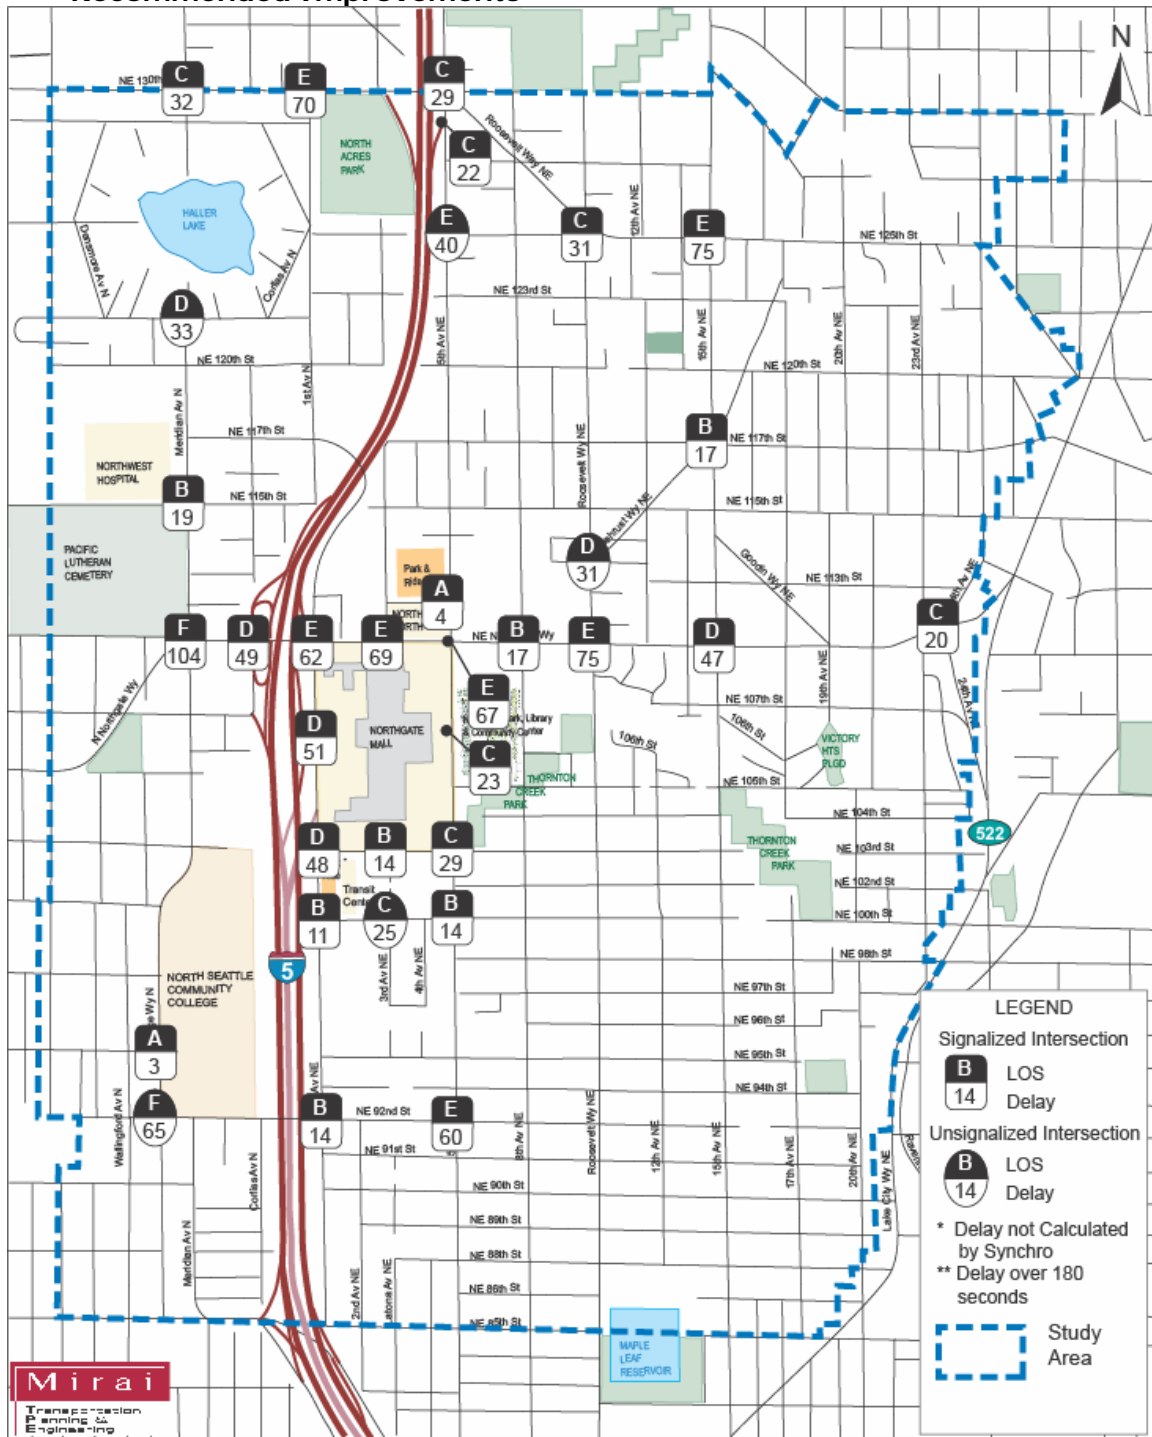 Recommended Improvements
N
NE 130th
C
32
E
70
C
29
C
22
Roosevelt Way NE
NORTH
ACRES
PARK
HALLER
LAKE
Densmore Av N
Corliss Av N
E
40
C
31
12th Av NE
E
75
NE 125th St
D
33
NE 123rd St
5th Av NE
15th Av NE
20th Av NE
23rd Av NE
NE 120th St
NE 120th St
1st Av N
Meridian Av N
NE 117th St
B
17
NE 117th St
NORTHWEST
HOSPITAL
Roosevelt Wy NE
B
19
NE 115th St
NE 115th St
PACIFIC
LUTHERAN
CEMETERY
D
31
Goodin Wy NE
NE 113th St
Park &
Ride
A
4
NORTH
C
20
F
104
D
49
E
62
E
69
B
17
E
75
D
47
N Northgate Wy
19th Av NE
24th Av
NE 107th St
E
67
D
51
NORTHGATE
MALL
Library
Community Center
C
23
106th St
106th St
VICTORY
HTS
PLGD
THORNTON
CREEK
PARK
NE 105th St
NE 104th St
THORNTON
CREEK
PARK
NE 103rd St
522
D
48
B
14
C
29
NE 102nd St
Transit
B
11
C
25
B
14
NE 100th St
NE 98th St
5
3rd Av NE
4th Av NE
NORTH SEATTLE
COMMUNITY
COLLEGE
NE 97th St
NE 96th St
NE 95th St
NE 94th St
A
3
F
65
Wallingford Av N
Av NE
B
14
NE 92nd St
E
60
NE 91st St
8th Av NE
Roosevelt Wy NE
12th Av NE
15th Av NE
17th Av NE
20th Av NE
Lake City Wy NE
Corliss Av N
NE 90th St
NE 89th St
NE 88th St
NE 86th St
NE 85th St
Meridian Av N
2nd Av NE
MAPLE
LEAF
RESERVOIR
LEGEND
Signalized Intersection
B LOS
14 Delay
Unsignalized Intersection
B LOS
14 Delay
* Delay not Calculated
by Synchro
** Delay over 180
seconds
Study
Area
Mirai
Transportation
Planning &
Engineering